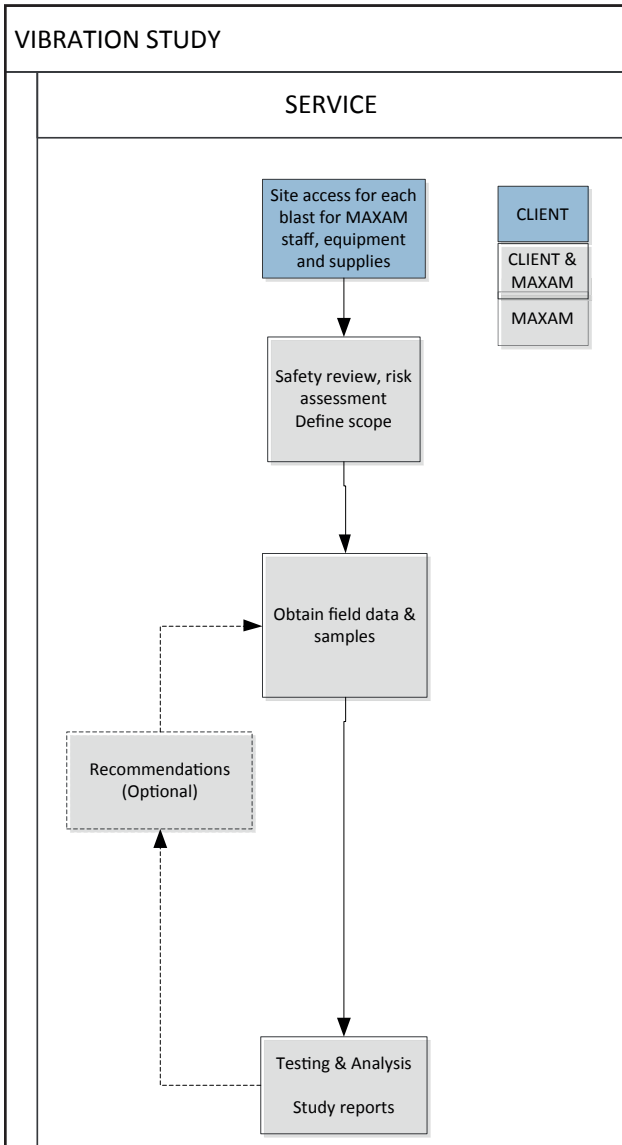 VIBRATION STUDY
SERVICE
Site access for each
blast for MAXAM
staff, equipment
and supplies
CLIENT
CLIENT &
MAXAM
MAXAM
Safety review, risk
assessment
Define scope
Obtain field data &
samples
Recommendations
(Optional)
Testing & Analysis
Study reports